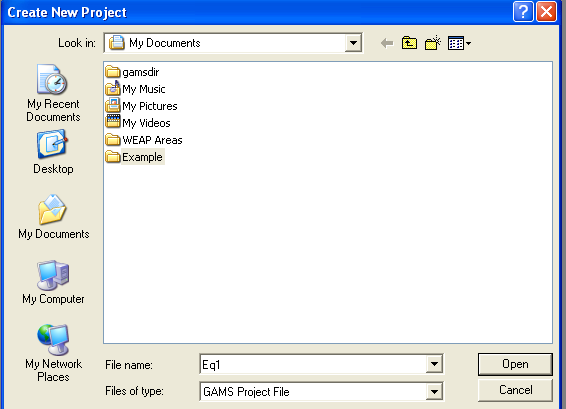 Create New Project
Look in: My Documents
gamsdir
My Music
My Pictures
My Videos
WEAP Areas
Example
My Recent
Documents
Desktop
My Documents
My Computer
My Network
Places
File name: Eq1 Open
Files of type: GAMS Project File Cancel